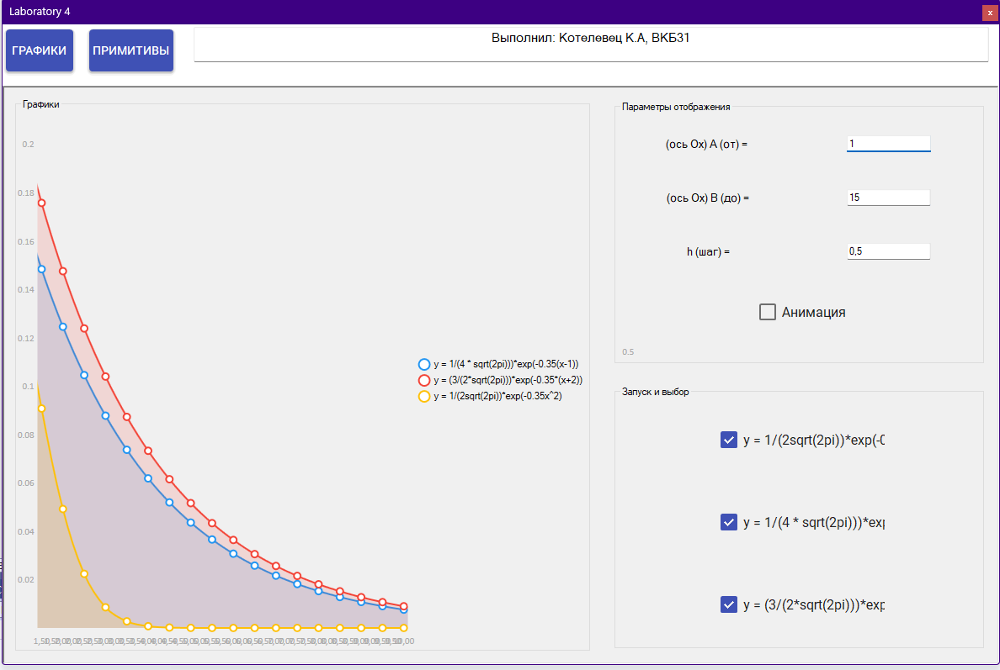 Laboratory 4
x
ГРАФИКИ
ПРИМИТИВЫ
Выполнил: Котелевец К.А, ВКБ31
Графики
0.2
0.18
0.16
0.14
0.12
0.1
0.08
0.06
0.04
0.02
y = 1/(4 * sqrt(2pi)))*exp(-0.35(x-1))
y = (3/(2*sqrt(2pi)))*exp(-0.35*(x+2))
y = 1/(2sqrt(2pi))*exp(-0.35x^2)
Параметры отображения
(ось Ox) A (от) =
1
(ось Ox) B (до) =
15
h (шаг) =
0,5
Анимация
0.5
Запуск и выбор
y = 1/(2sqrt(2pi))*exp(-0
y = 1/(4 * sqrt(2pi)))*exp
y = (3/(2*sqrt(2pi)))*exp